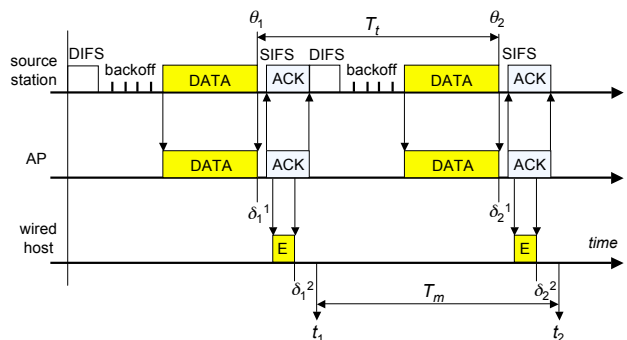 θ1 Tt θ2
DIFS SIFS DIFS SIFS
source station backoff DATA ACK backoff DATA ACK
AP DATA ACK DATA ACK
δ1^1 δ2^1
wired host E E time
δ1^2 Tm δ2^2
t1 t2